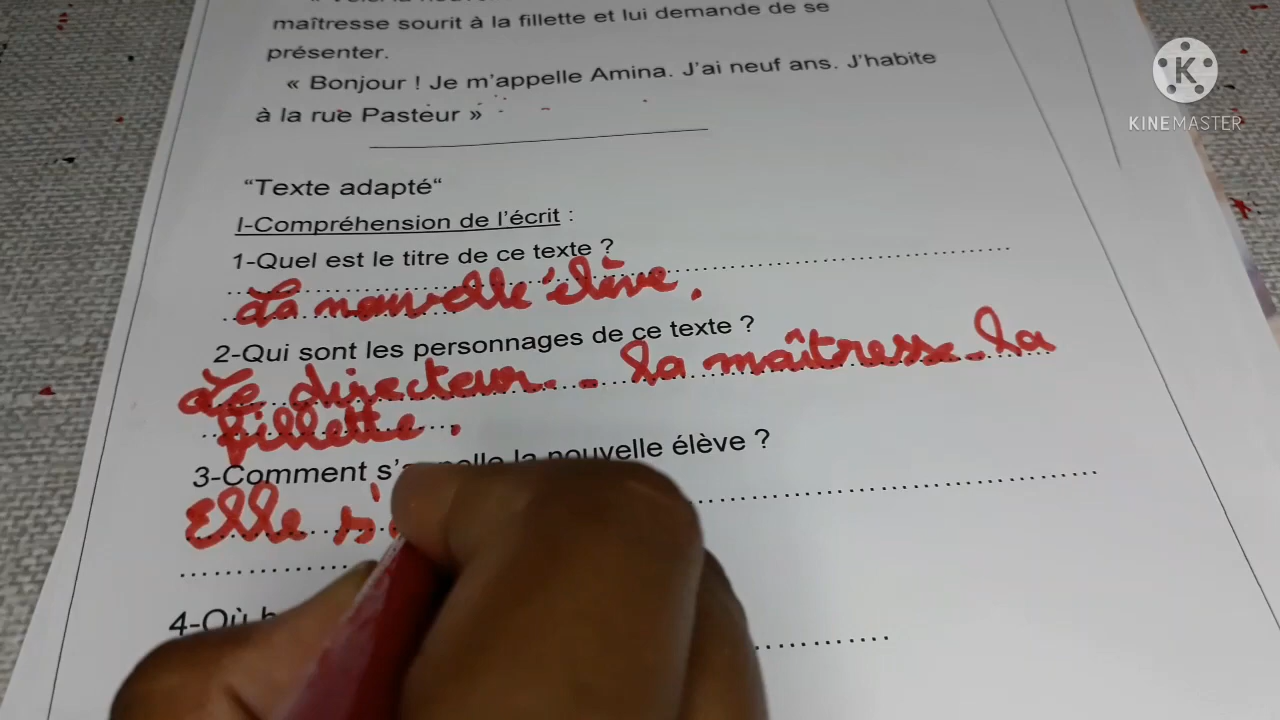 maîtresse sourit à la fillette et lui demande de se
présenter.
« Bonjour ! Je m'appelle Amina. J'ai neuf ans. J'habite
à la rue Pasteur »
"Texte adapté"
I-Compréhension de l'écrit :
1-Quel est le titre de ce texte ?
La nouvelle élève.
2-Qui sont les personnages de ce texte ?
Le directeur - la maîtresse - la
fillette.
3-Comment la nouvelle élève ?
Elle
4-Où
KINEMASTER